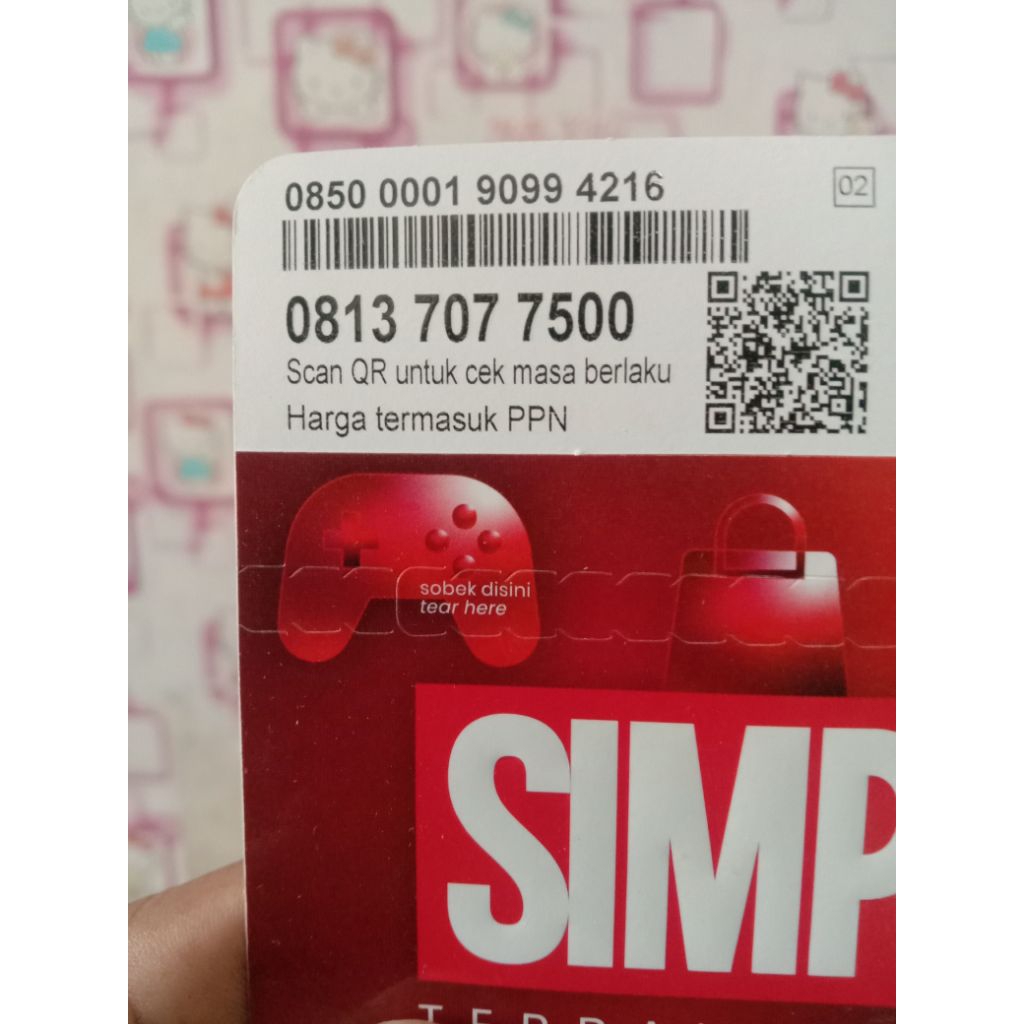 0850 0001 9099 4216
02
0813 707 7500
Scan QR untuk cek masa berlaku
Harga termasuk PPN
sobek disini
tear here
SIMP